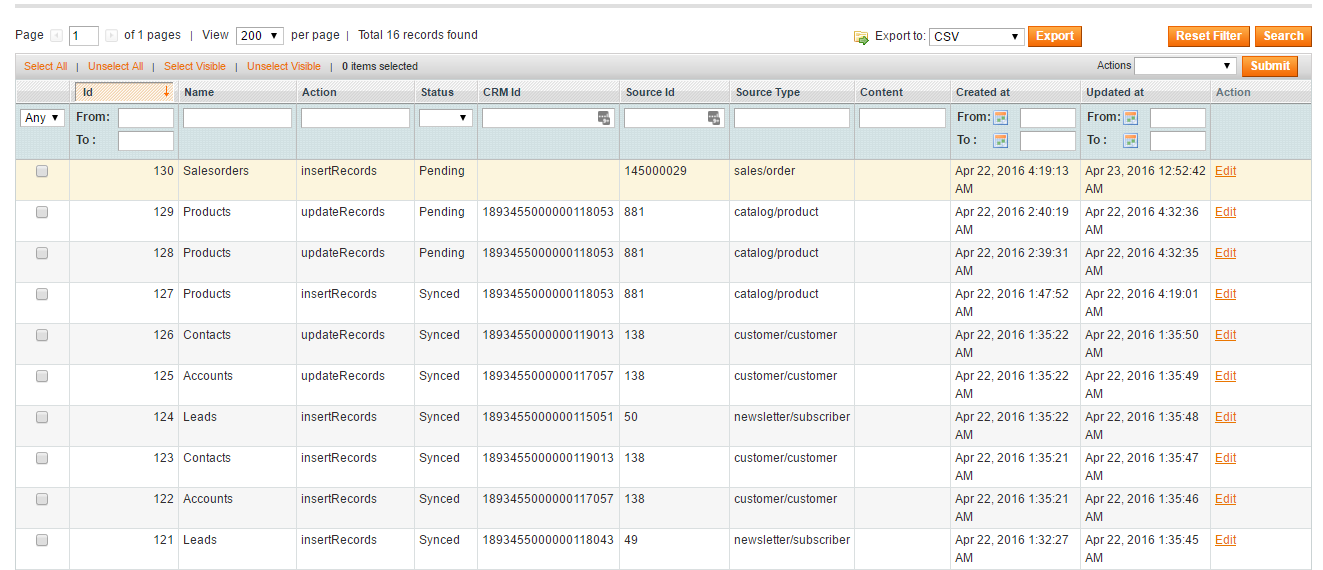 Page 1 of 1 pages | View 200 per page | Total 16 records found Export to: CSV Export Reset Filter Search
Select All | Unselect All | Select Visible | Unselect Visible | 0 items selected Actions Submit
Id Name Action Status CRM Id Source Id Source Type Content Created at Updated at Action
Any From: From: From:
To : To : To :
130 Salesorders insertRecords Pending 145000029 sales/order Apr 22, 2016 4:19:13 Apr 23, 2016 12:52:42 Edit
AM AM
129 Products updateRecords Pending 1893455000000118053 881 catalog/product Apr 22, 2016 2:40:19 Apr 22, 2016 4:32:36 Edit
AM AM
128 Products updateRecords Pending 1893455000000118053 881 catalog/product Apr 22, 2016 2:39:31 Apr 22, 2016 4:32:35 Edit
AM AM
127 Products insertRecords Synced 1893455000000118053 881 catalog/product Apr 22, 2016 1:47:52 Apr 22, 2016 4:19:01 Edit
AM AM
126 Contacts updateRecords Synced 1893455000000119013 138 customer/customer Apr 22, 2016 1:35:22 Apr 22, 2016 1:35:50 Edit
AM AM
125 Accounts updateRecords Synced 1893455000000117057 138 customer/customer Apr 22, 2016 1:35:22 Apr 22, 2016 1:35:49 Edit
AM AM
124 Leads insertRecords Synced 1893455000000115051 50 newsletter/subscriber Apr 22, 2016 1:35:22 Apr 22, 2016 1:35:48 Edit
AM AM
123 Contacts insertRecords Synced 1893455000000119013 138 customer/customer Apr 22, 2016 1:35:21 Apr 22, 2016 1:35:47 Edit
AM AM
122 Accounts insertRecords Synced 1893455000000117057 138 customer/customer Apr 22, 2016 1:35:21 Apr 22, 2016 1:35:46 Edit
AM AM
121 Leads insertRecords Synced 1893455000000118043 49 newsletter/subscriber Apr 22, 2016 1:32:27 Apr 22, 2016 1:35:45 Edit
AM AM